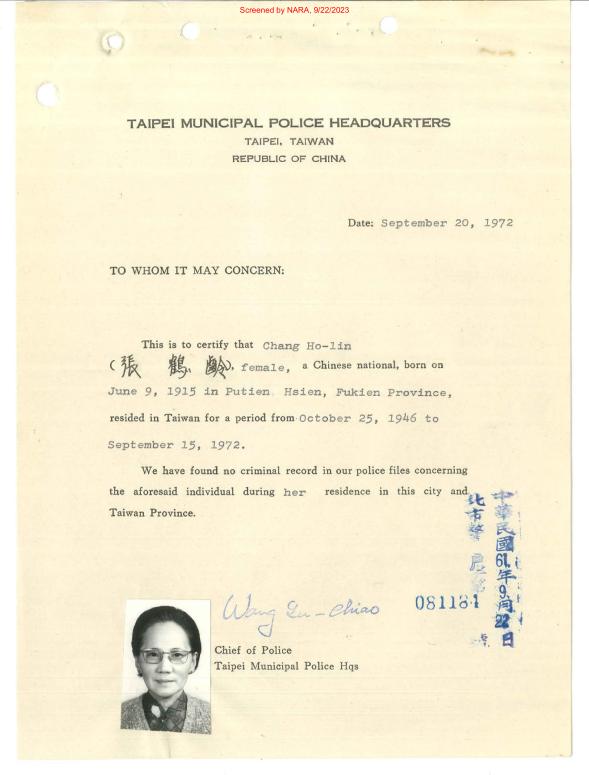 Screened by NARA, 9/22/2023
TAIPEI MUNICIPAL POLICE HEADQUARTERS
TAIPEI, TAIWAN
REPUBLIC OF CHINA
Date: September 20, 1972
TO WHOM IT MAY CONCERN:
This is to certify that Chang Ho-lin
(張 鶴 齡), female, a Chinese national, born on
June 9, 1915 in Putien Hsien, Fukien Province,
resided in Taiwan for a period from October 25, 1946 to
September 15, 1972.
We have found no criminal record in our police files concerning
the aforesaid individual during her residence in this city and
Taiwan Province.
中華民國61年9月22日
北市警
號
081184
Wang Lu-Chiao
Chief of Police
Taipei Municipal Police Hqs